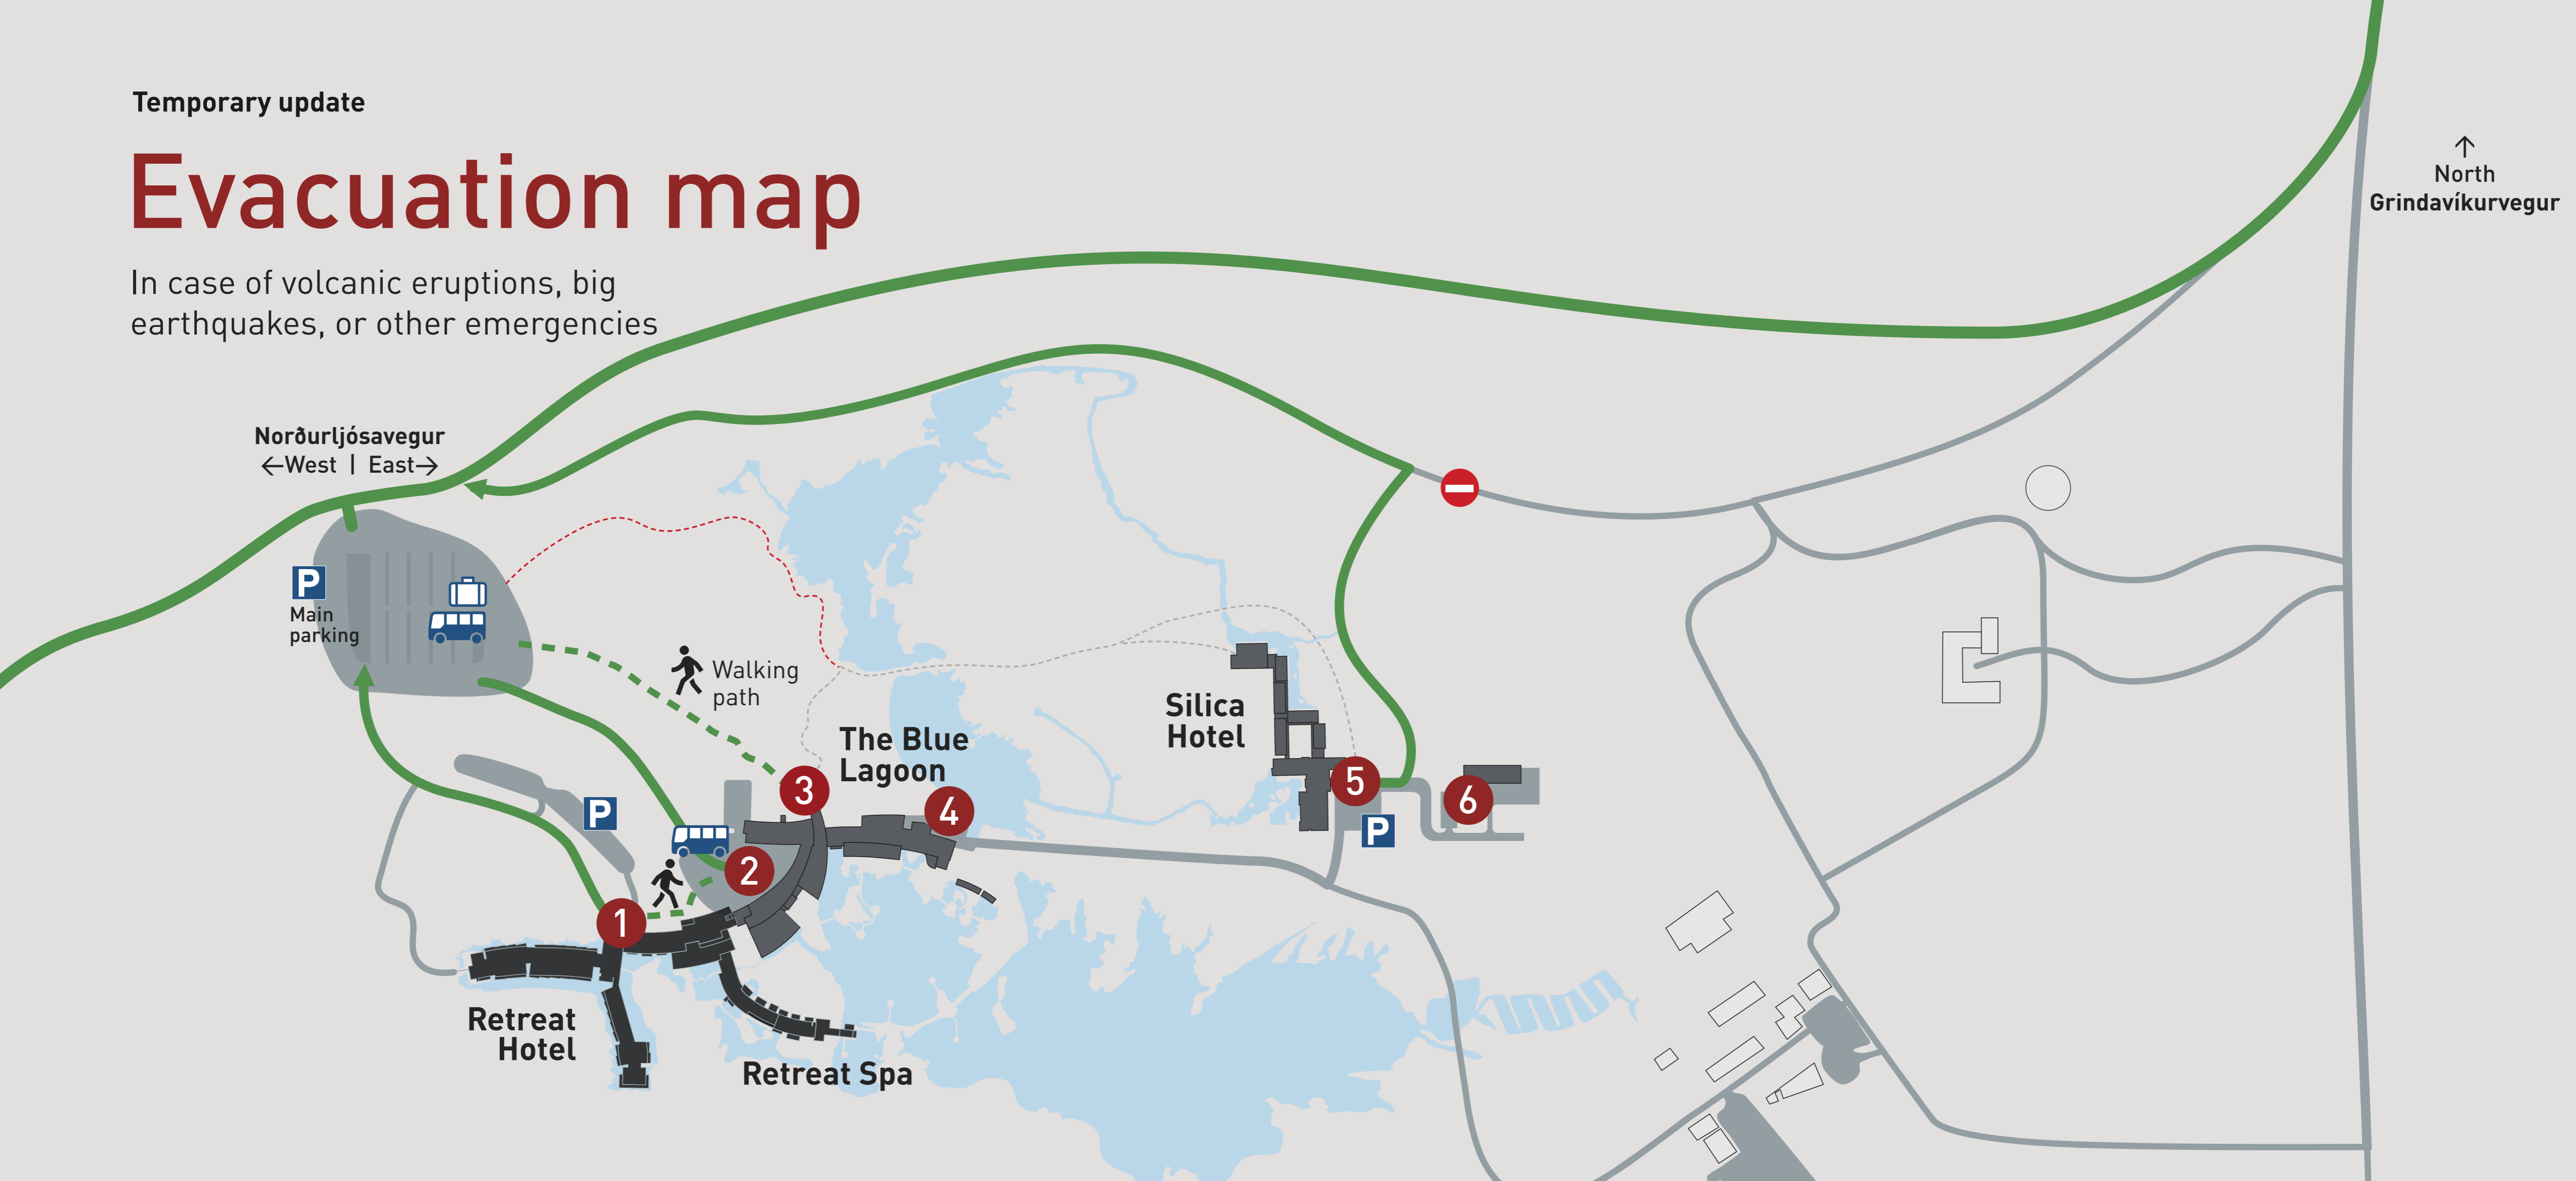 Temporary update
Evacuation map
In case of volcanic eruptions, big
earthquakes, or other emergencies
↑
North
Grindavíkurvegur
Norðurljósavegur
←West | East→
P
Main
parking
Walking
path
The Blue
Lagoon
Silica
Hotel
3
4
5
6
P
P
2
1
Retreat
Hotel
Retreat Spa